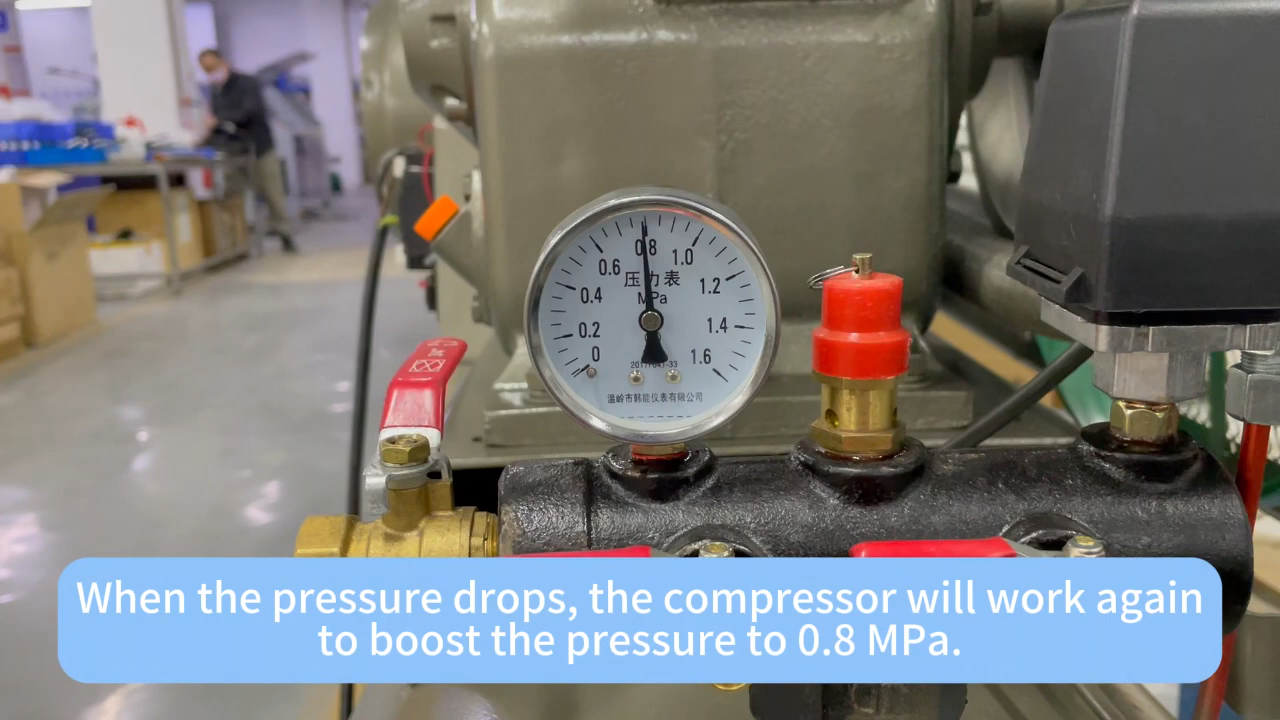 0.8
0.6
1.0
压力表
0.4
1.2
MPa
0.2
1.4
0
1.6
温岭市韩能仪表有限公司
When the pressure drops, the compressor will work again
to boost the pressure to 0.8 MPa.